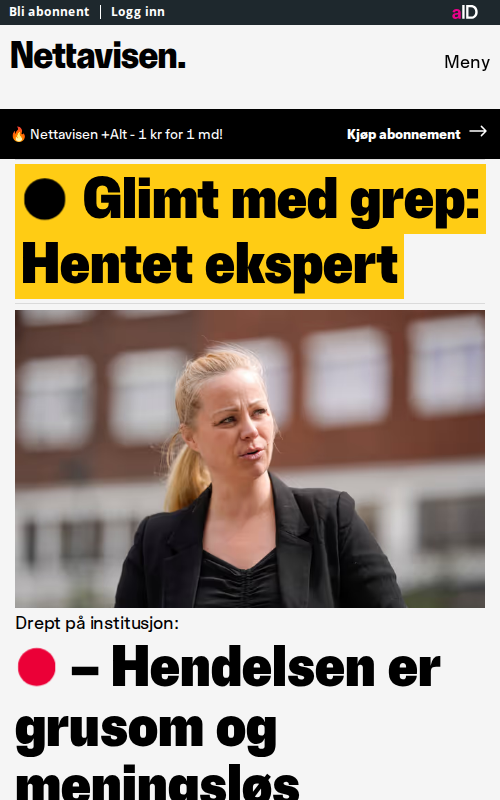 Bli abonnent | Logg inn
aID
Nettavisen.
Meny
🔥 Nettavisen +Alt - 1 kr for 1 md!
Kjøp abonnement →
Glimt med grep:
Hentet ekspert
Drept på institusjon:
– Hendelsen er
grusom og
meningsløs